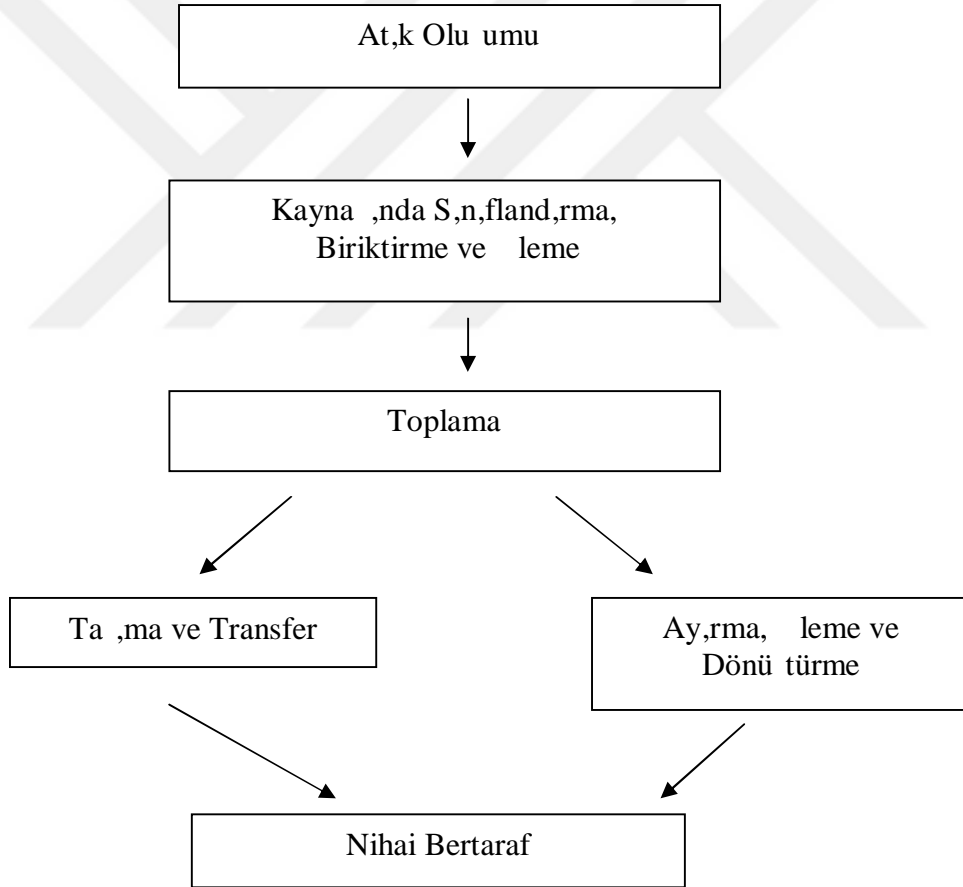 At,k Olu umu
Kayna ,nda S,n,fland,rma,
Biriktirme ve leme
Toplama
Ta ,ma ve Transfer
Ay,rma, leme ve
Dönü türme
Nihai Bertaraf